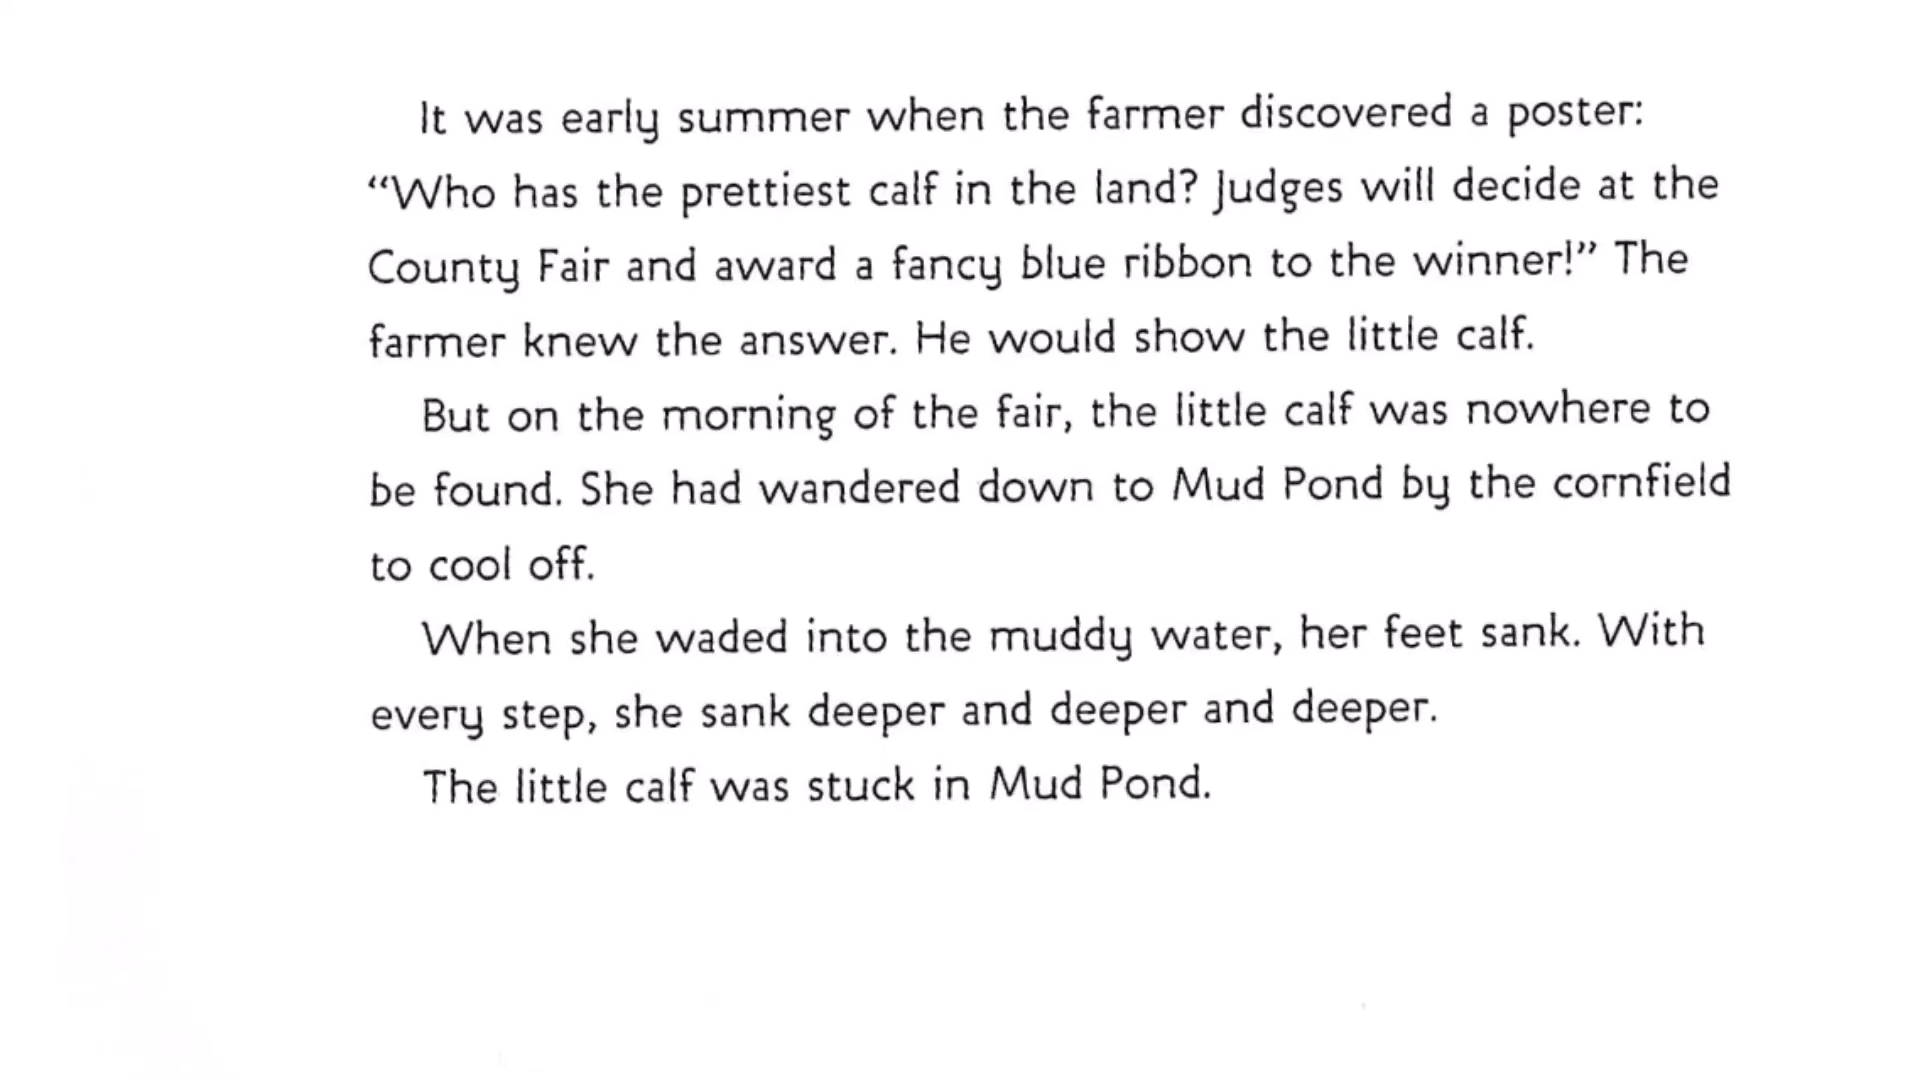 It was early summer when the farmer discovered a poster:
“Who has the prettiest calf in the land? Judges will decide at the
County Fair and award a fancy blue ribbon to the winner!” The
farmer knew the answer. He would show the little calf.
But on the morning of the fair, the little calf was nowhere to
be found. She had wandered down to Mud Pond by the cornfield
to cool off.
When she waded into the muddy water, her feet sank. With
every step, she sank deeper and deeper and deeper.
The little calf was stuck in Mud Pond.